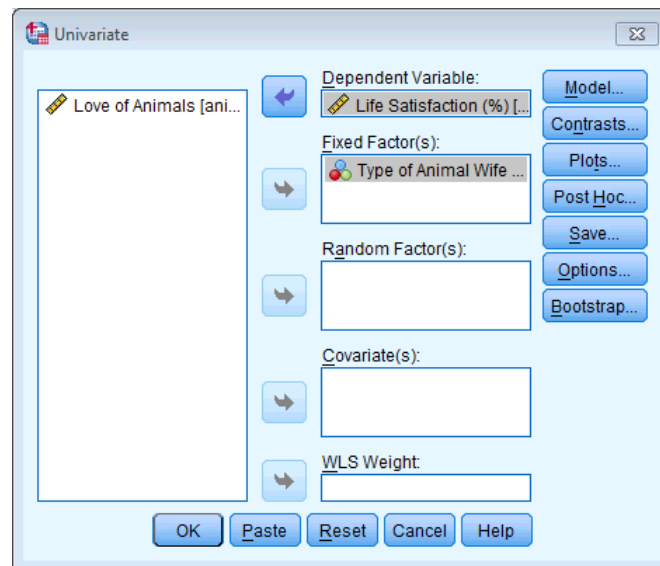 Univariate
Love of Animals [ani...
Dependent Variable:
Life Satisfaction (%) [...
Fixed Factor(s):
Type of Animal Wife ...
Random Factor(s):
Covariate(s):
WLS Weight:
Model...
Contrasts...
Plots...
Post Hoc...
Save...
Options...
Bootstrap...
OK Paste Reset Cancel Help